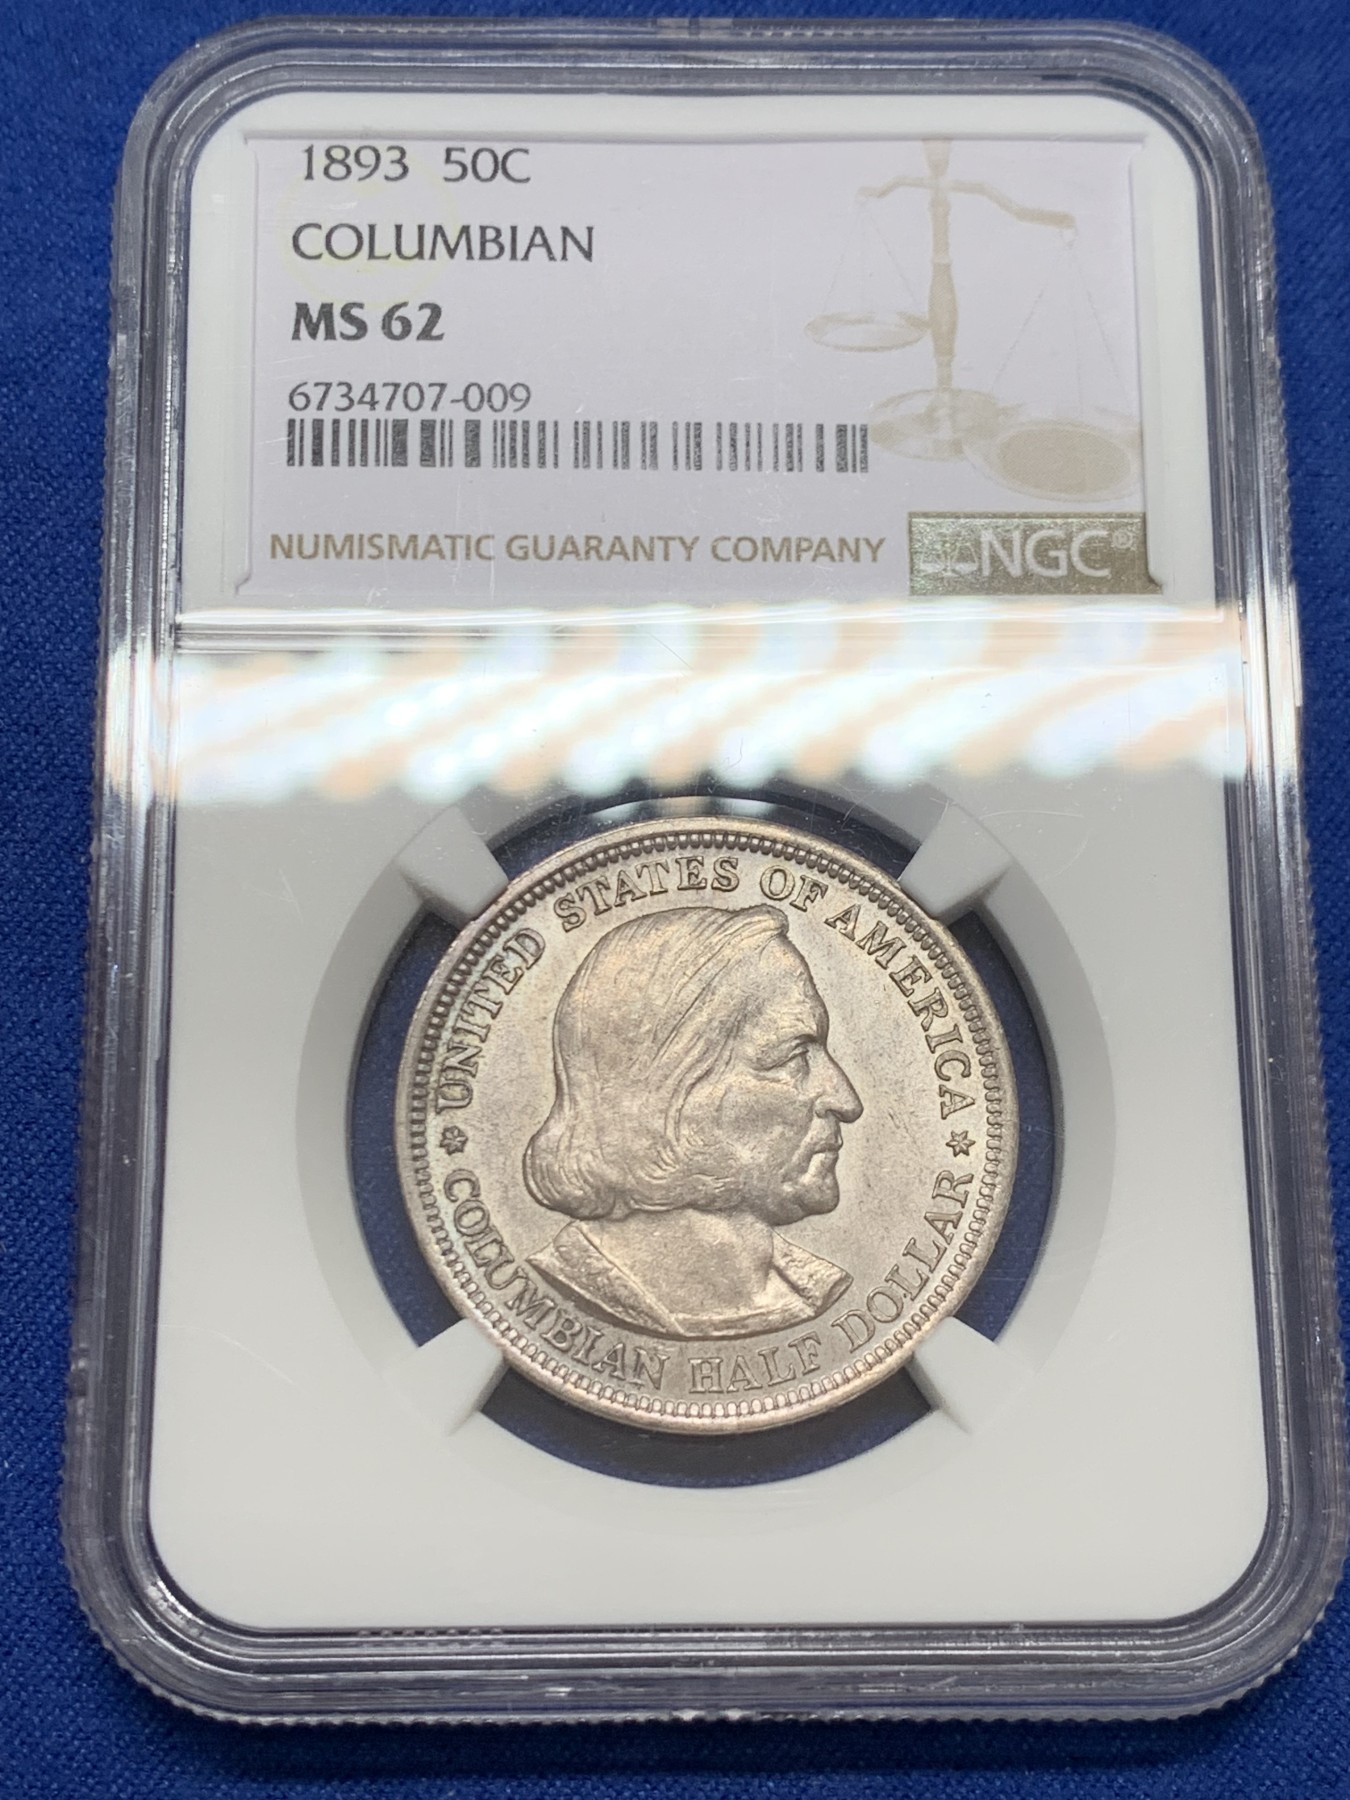 1893 50C
COLUMBIAN
MS 62
6734707-009
NUMISMATIC GUARANTY COMPANY NGC®
UNITED STATES OF AMERICA
COLUMBIAN HALF DOLLAR